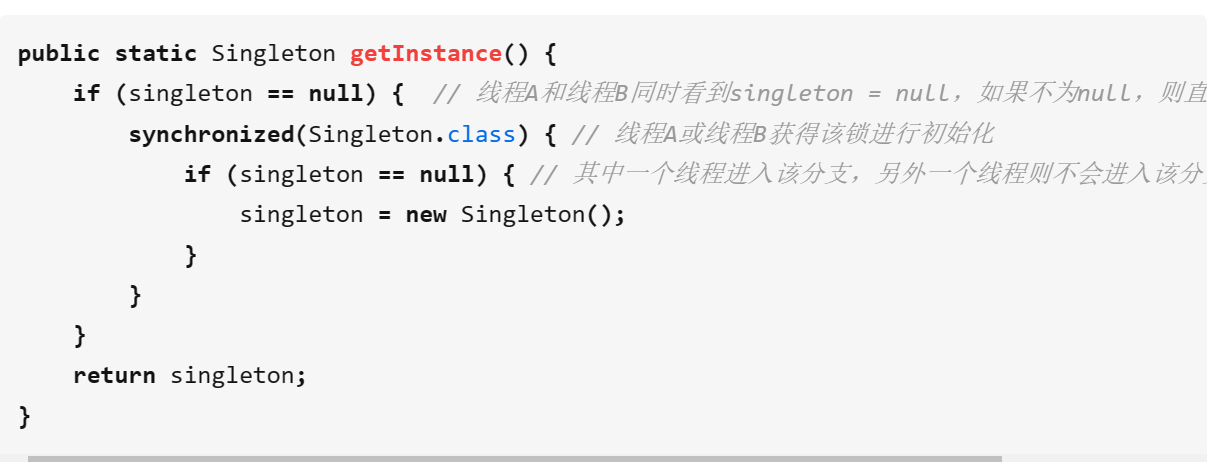 public static Singleton getInstance() {
    if (singleton == null) {  // 线程A和线程B同时看到singleton = null，如果不为null，则直
        synchronized(Singleton.class) { // 线程A或线程B获得该锁进行初始化
            if (singleton == null) { // 其中一个线程进入该分支，另外一个线程则不会进入该分
                singleton = new Singleton();
            }
        }
    }
    return singleton;
}